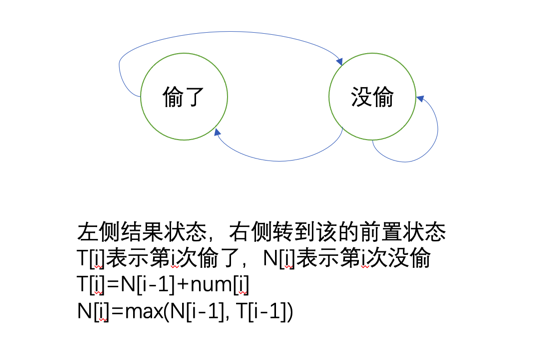 偷了
没偷
左侧结果状态，右侧转到该的前置状态
T[i]表示第i次偷了，N[i]表示第i次没偷
T[i]=N[i-1]+num[i]
N[i]=max(N[i-1], T[i-1])